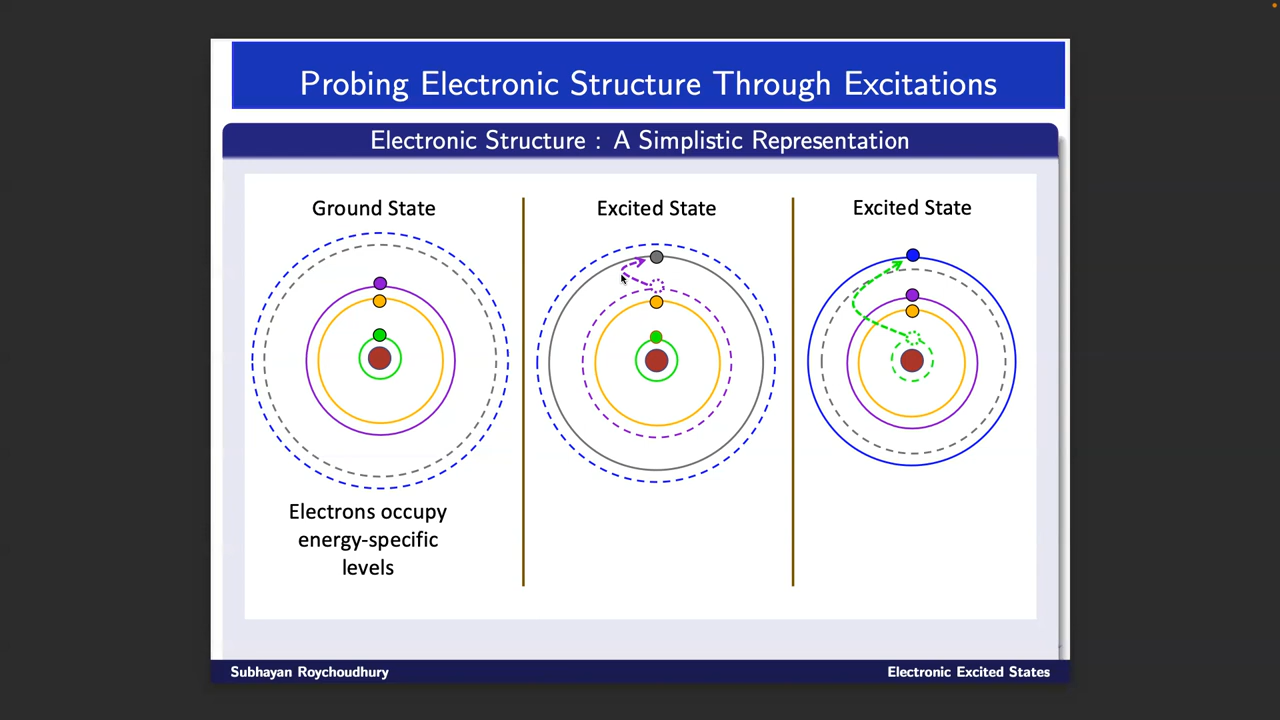 Probing Electronic Structure Through Excitations
Electronic Structure : A Simplistic Representation
Ground State
Excited State
Excited State
Electrons occupy
energy-specific
levels
Subhayan Roychoudhury
Electronic Excited States